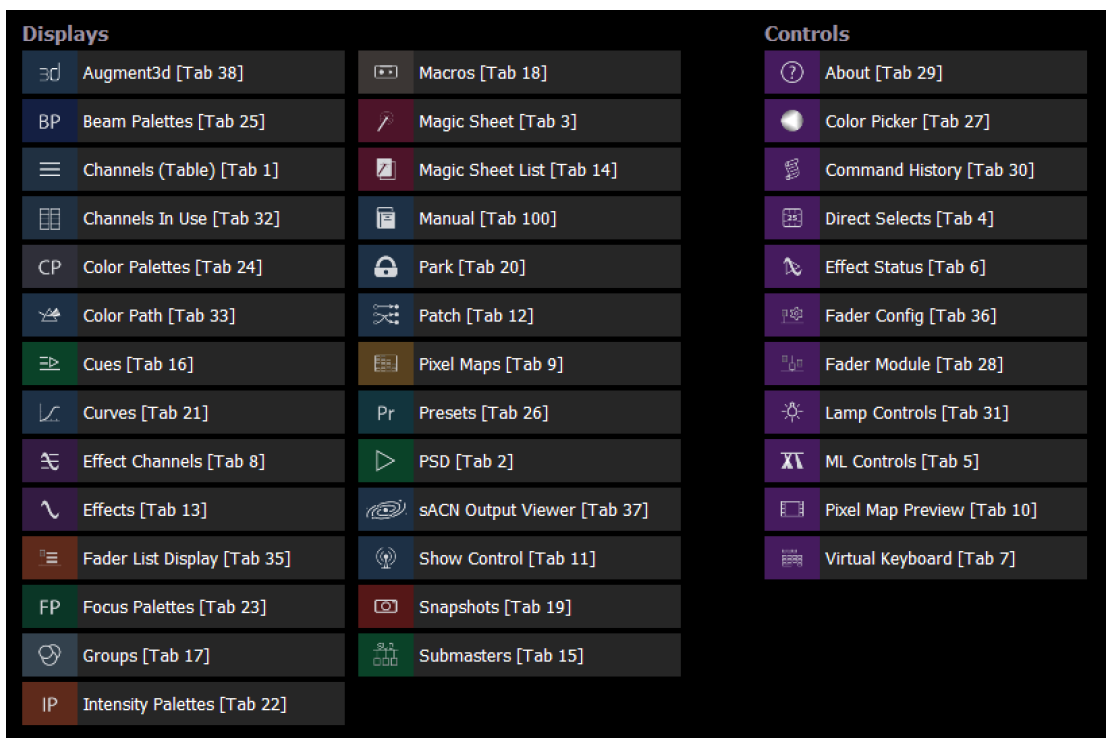 Displays
3d Augment3d [Tab 38]
BP Beam Palettes [Tab 25]
Channels (Table) [Tab 1]
Channels In Use [Tab 32]
CP Color Palettes [Tab 24]
Color Path [Tab 33]
Cues [Tab 16]
Curves [Tab 21]
Effect Channels [Tab 8]
Effects [Tab 13]
Fader List Display [Tab 35]
FP Focus Palettes [Tab 23]
Groups [Tab 17]
IP Intensity Palettes [Tab 22]
Macros [Tab 18]
Magic Sheet [Tab 3]
Magic Sheet List [Tab 14]
Manual [Tab 100]
Park [Tab 20]
Patch [Tab 12]
Pixel Maps [Tab 9]
Pr Presets [Tab 26]
PSD [Tab 2]
sACN Output Viewer [Tab 37]
Show Control [Tab 11]
Snapshots [Tab 19]
Submasters [Tab 15]
Controls
? About [Tab 29]
Color Picker [Tab 27]
Command History [Tab 30]
25 Direct Selects [Tab 4]
Effect Status [Tab 6]
Fader Config [Tab 36]
Fader Module [Tab 28]
Lamp Controls [Tab 31]
ML Controls [Tab 5]
Pixel Map Preview [Tab 10]
Virtual Keyboard [Tab 7]